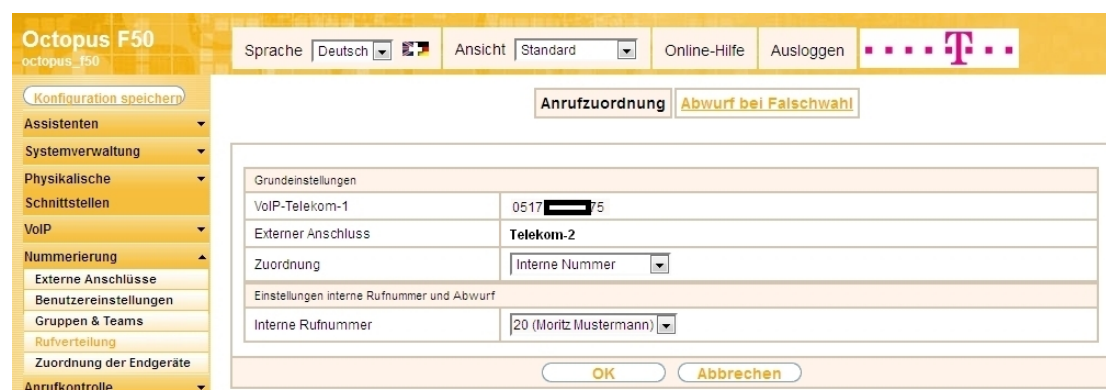 Octopus F50
octopus_f50
Sprache Deutsch Ansicht Standard Online-Hilfe Ausloggen
T
Konfiguration speichern
Assistenten
Systemverwaltung
Physikalische
Schnittstellen
VoIP
Nummerierung
Externe Anschlüsse
Benutzereinstellungen
Gruppen & Teams
Rufverteilung
Zuordnung der Endgeräte
Anrufkontrolle
Anrufzuordnung Abwurf bei Falschwahl
Grundeinstellungen
VoIP-Telekom-1 0517 75
Externer Anschluss Telekom-2
Zuordnung Interne Nummer
Einstellungen interne Rufnummer und Abwurf
Interne Rufnummer 20 (Moritz Mustermann)
OK Abbrechen